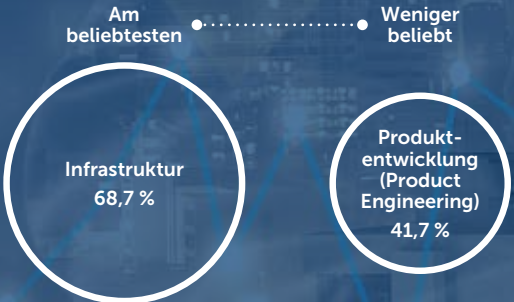 Am
beliebtesten
Weniger
beliebt
Infrastruktur
68,7 %
Produkt-
entwicklung
(Product
Engineering)
41,7 %